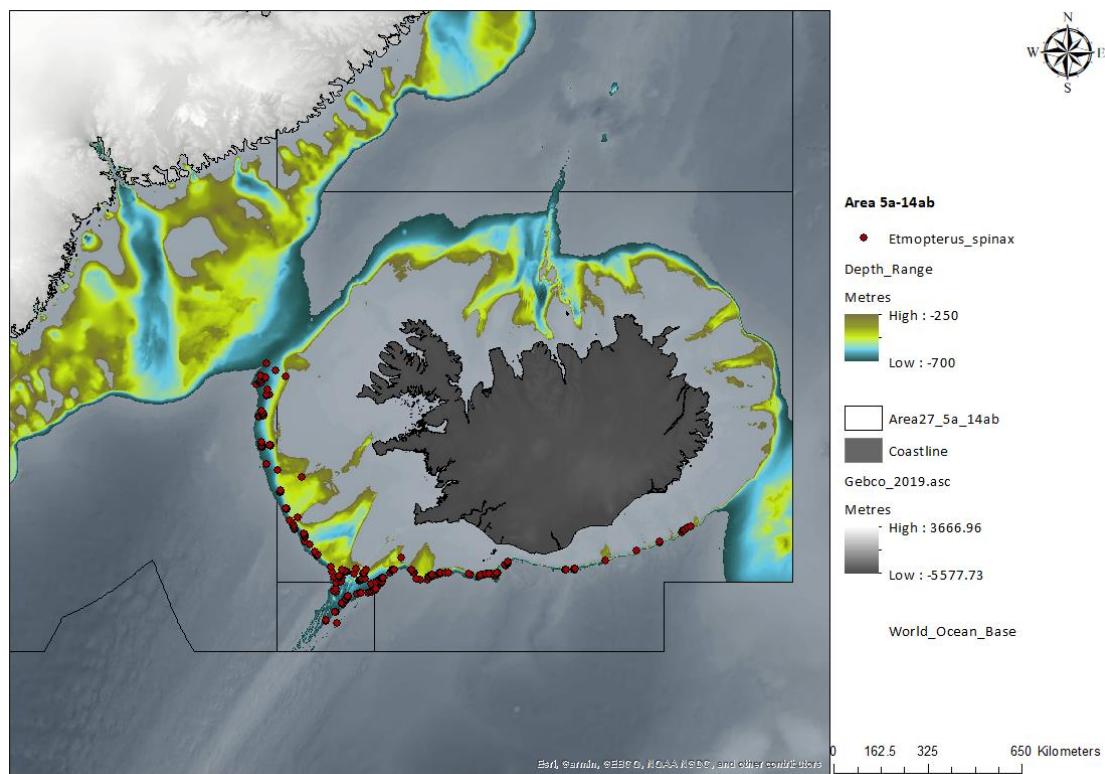 N
W E
S
Area 5a-14ab
Etmopterus_spinax
Depth_Range
Metres
High : -250
Low : -700
Area27_5a_14ab
Coastline
Gebco_2019.asc
Metres
High : 3666.96
Low : -5577.73
World_Ocean_Base
Esri, Garmin, GEBCO, NOAA NGDC, and other contributors
0 162.5 325 650 Kilometers